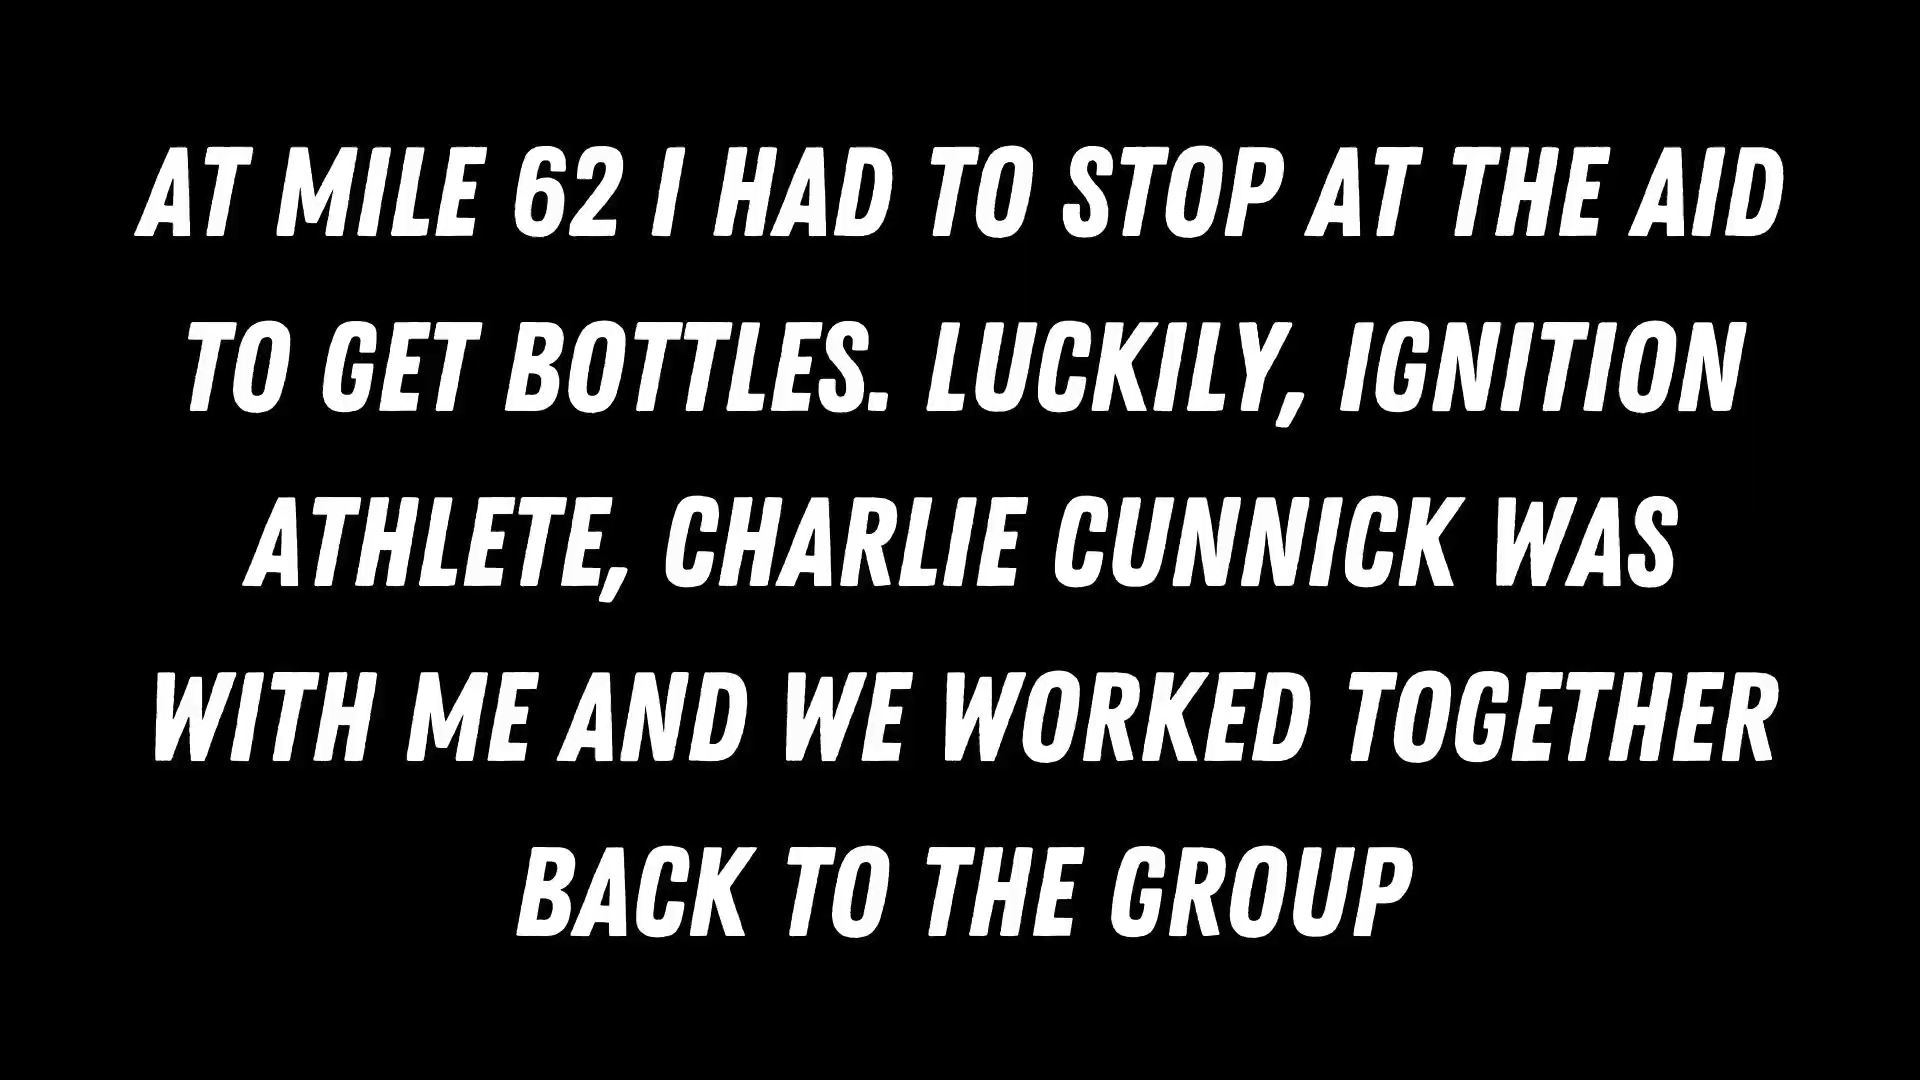 AT MILE 62 I HAD TO STOP AT THE AID
TO GET BOTTLES. LUCKILY, IGNITION
ATHLETE, CHARLIE CUNNICK WAS
WITH ME AND WE WORKED TOGETHER
BACK TO THE GROUP